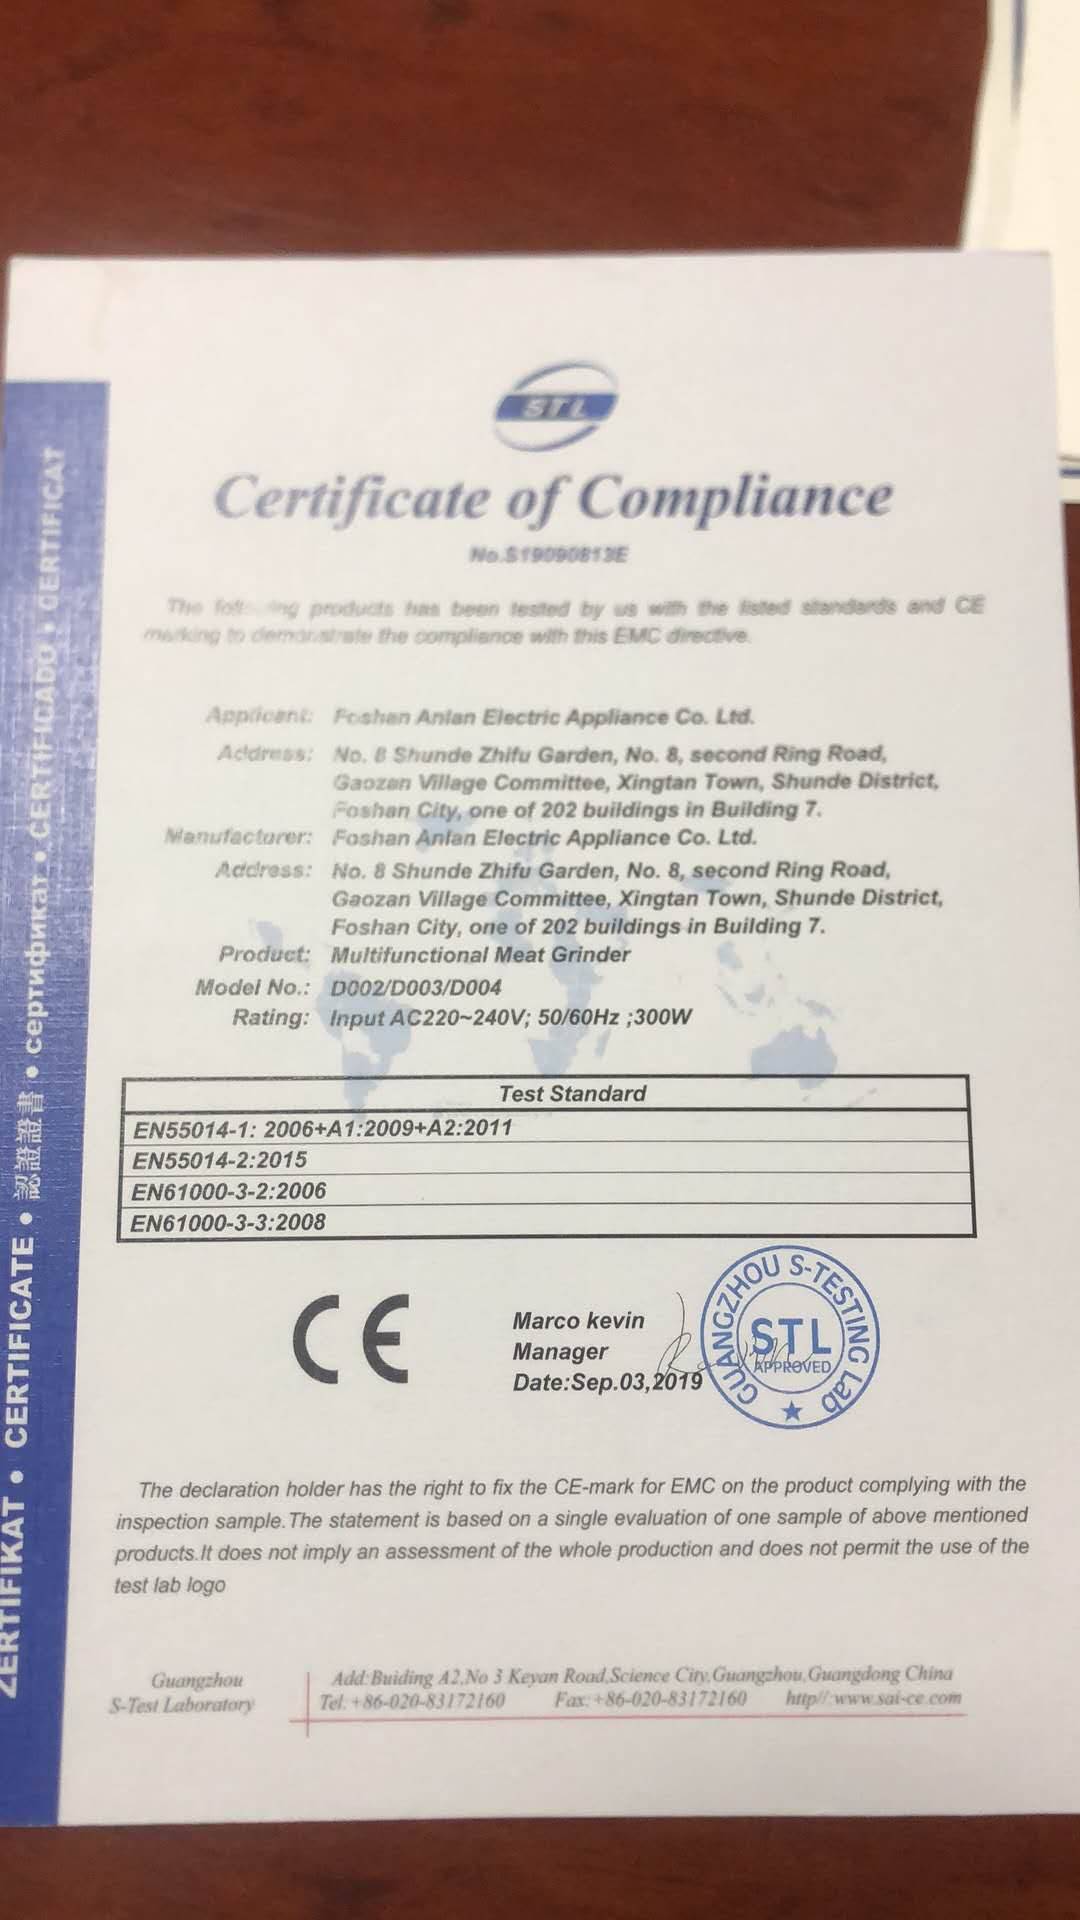 STL
Certificate of Compliance
No.S19090813E
The following products has been tested by us with the listed standards and CE
marking to demonstrate the compliance with this EMC directive.
Applicant: Foshan Anlan Electric Appliance Co. Ltd.
Address: No. 8 Shunde Zhifu Garden, No. 8, second Ring Road,
Gaozan Village Committee, Xingtan Town, Shunde District,
Foshan City, one of 202 buildings in Building 7.
Manufacturer: Foshan Anlan Electric Appliance Co. Ltd.
Address: No. 8 Shunde Zhifu Garden, No. 8, second Ring Road,
Gaozan Village Committee, Xingtan Town, Shunde District,
Foshan City, one of 202 buildings in Building 7.
Product: Multifunctional Meat Grinder
Model No.: D002/D003/D004
Rating: Input AC220~240V; 50/60Hz ;300W
Test Standard
EN55014-1: 2006+A1:2009+A2:2011
EN55014-2:2015
EN61000-3-2:2006
EN61000-3-3:2008
CE
Marco kevin
Manager
Date:Sep.03,2019
GUANGZHOU S-TESTING Lab
STL
APPROVED
The declaration holder has the right to fix the CE-mark for EMC on the product complying with the
inspection sample.The statement is based on a single evaluation of one sample of above mentioned
products.It does not imply an assessment of the whole production and does not permit the use of the
test lab logo
Guangzhou
S-Test Laboratory
Add:Buiding A2,No 3 Keyan Road,Science City,Guangzhou,Guangdong China
Tel: +86-020-83172160 Fax: +86-020-83172160 http//:www.sai-ce.com
ZERTIFIKAT • CERTIFICATE • 認證證書 • сертификат • CERTIFICADO • CERTIFICAT